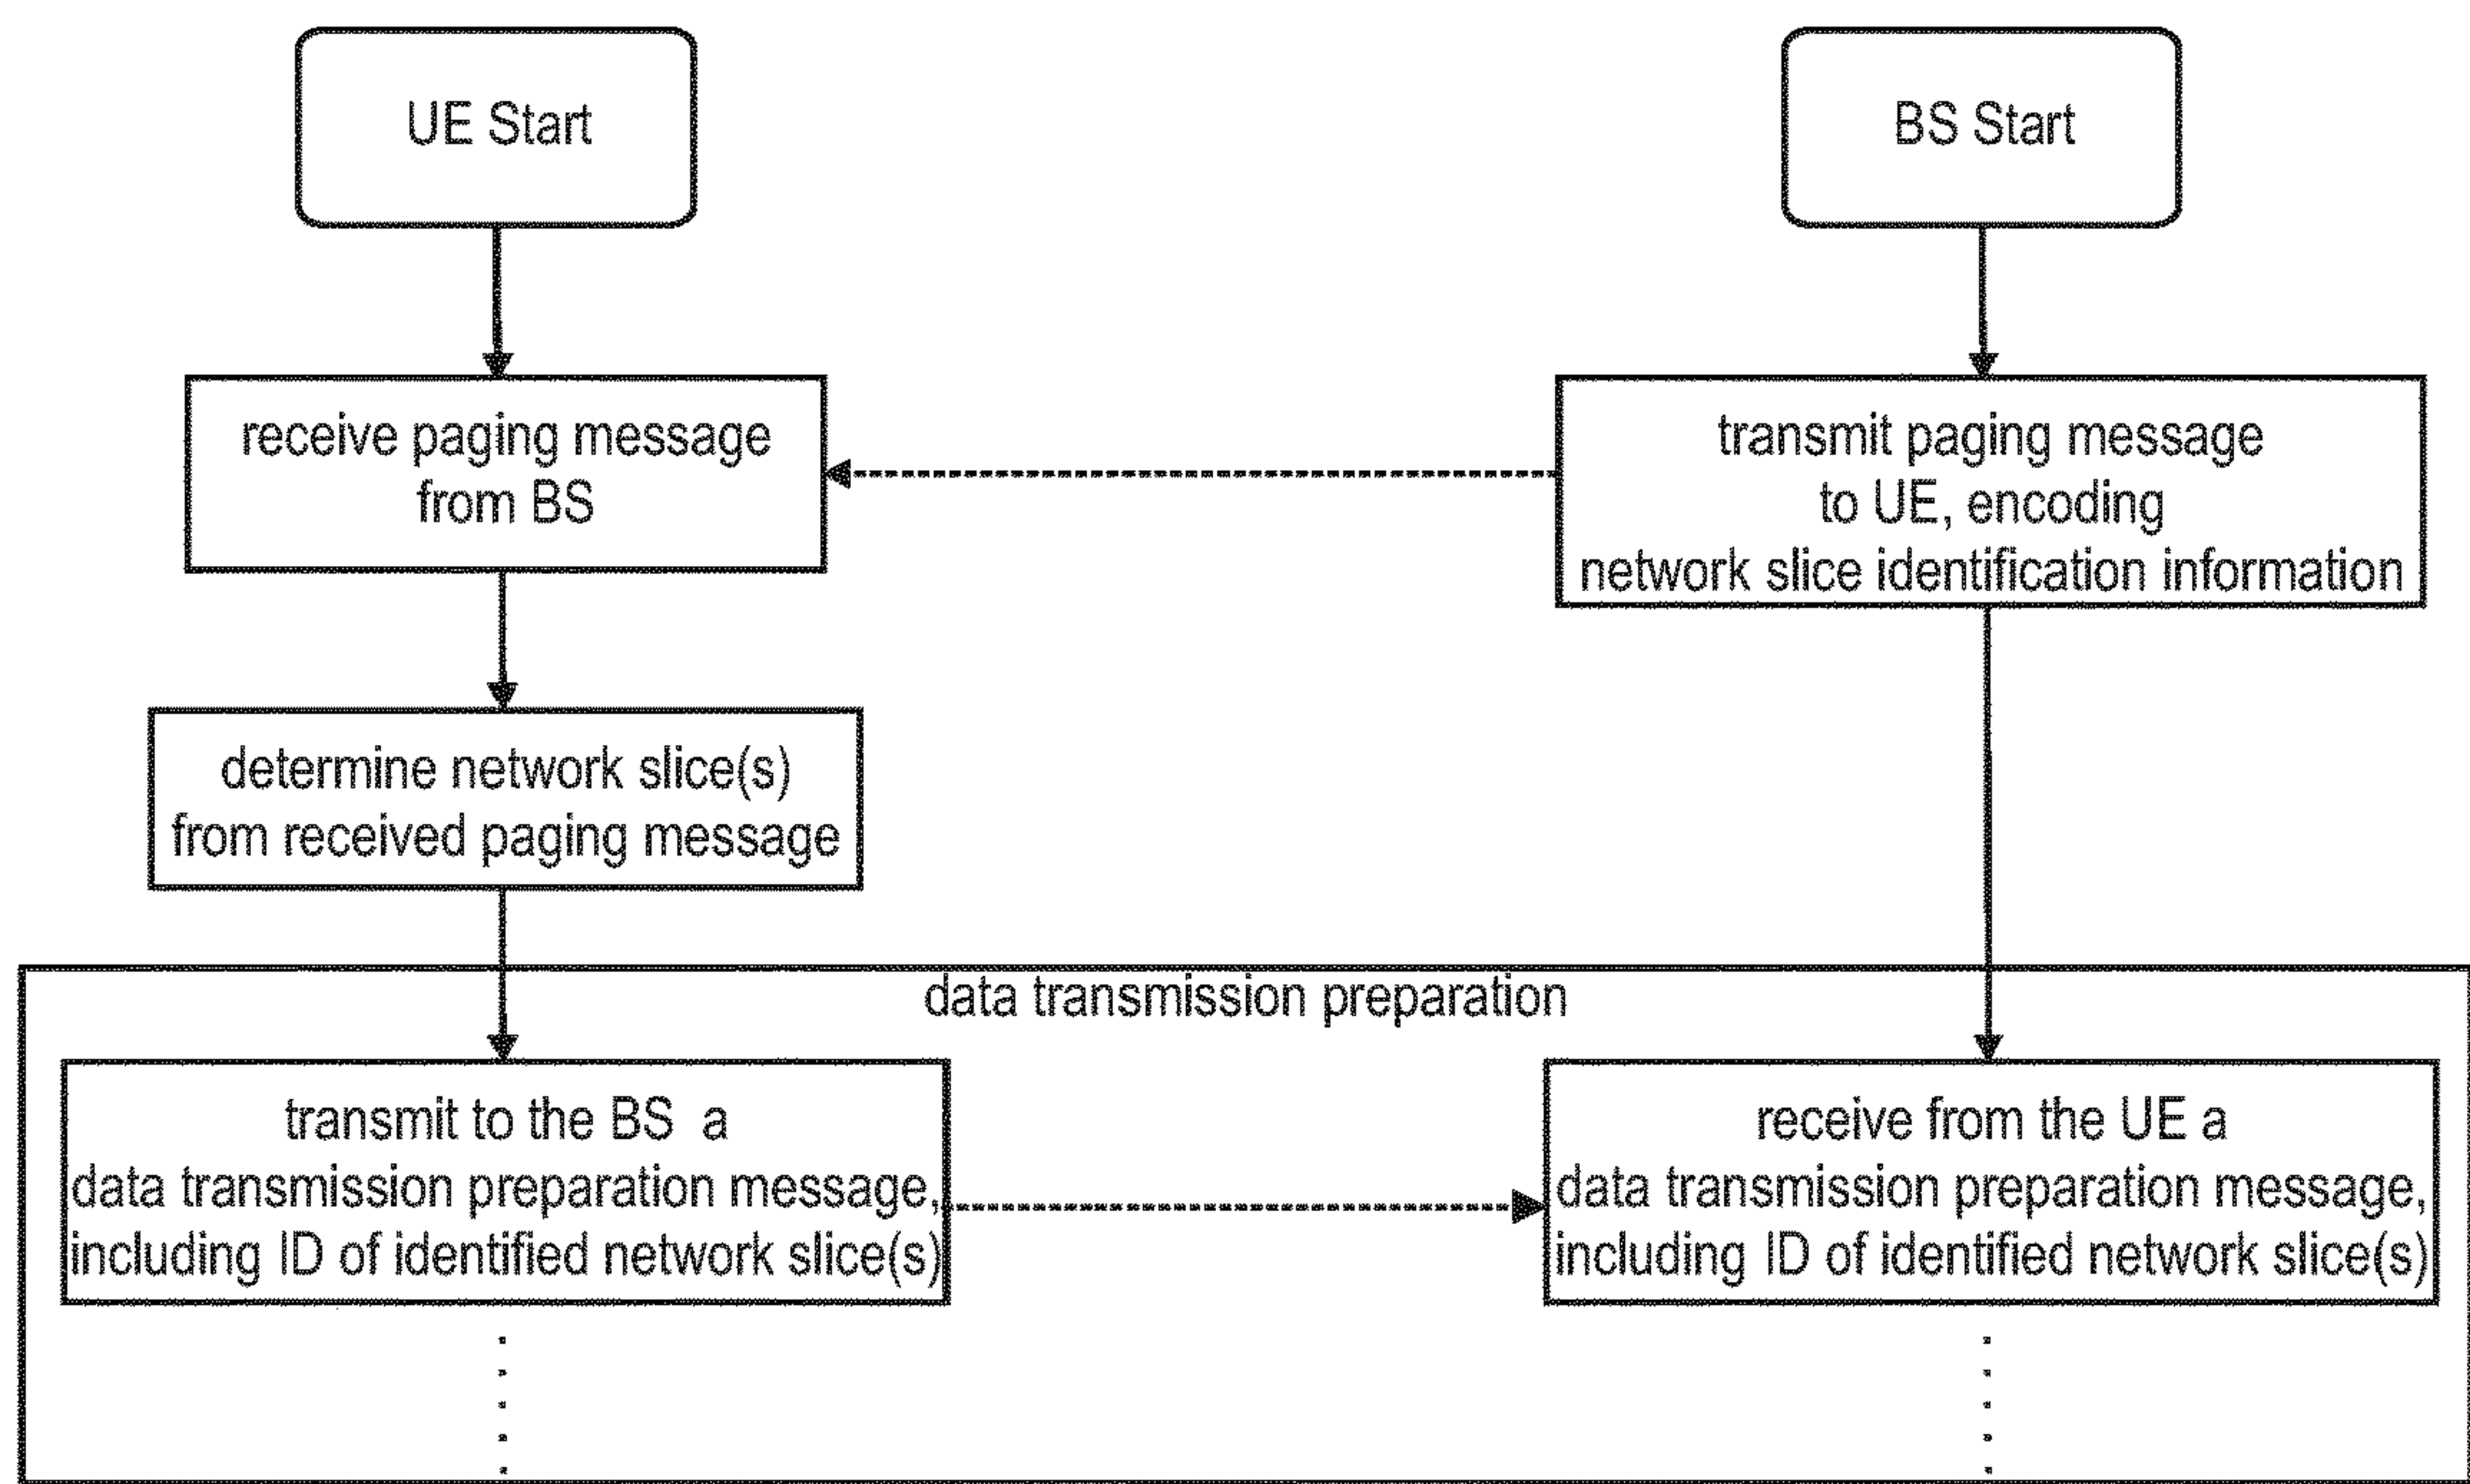 UE Start
BS Start
receive paging message
from BS
transmit paging message
to UE, encoding
network slice identification information
determine network slice(s)
from received paging message
data transmission preparation
transmit to the BS a
data transmission preparation message,
including ID of identified network slice(s)
receive from the UE a
data transmission preparation message,
including ID of identified network slice(s)